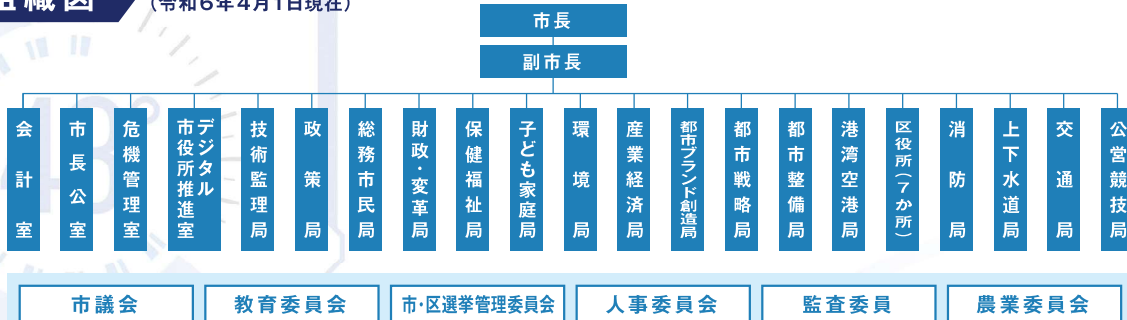 組織図 (令和6年4月1日現在)
市長
副市長
会計室
市長公室
危機管理室
デジタル
市役所推進室
技術監理局
政策局
総務市民局
財政・変革局
保健福祉局
子ども家庭局
環境局
産業経済局
都市ブランド創造局
都市戦略局
都市整備局
港湾空港局
区役所(7か所)
消防局
上下水道局
交通局
公営競技局
市議会
教育委員会
市・区選挙管理委員会
人事委員会
監査委員
農業委員会